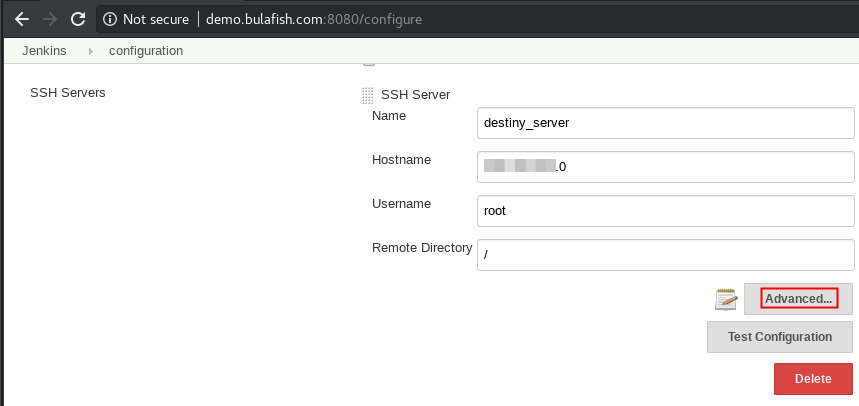 Not secure demo.bulafish.com:8080/configure
Jenkins configuration
SSH Servers
SSH Server
Name
destiny_server
Hostname
.0
Username
root
Remote Directory
/
Advanced...
Test Configuration
Delete